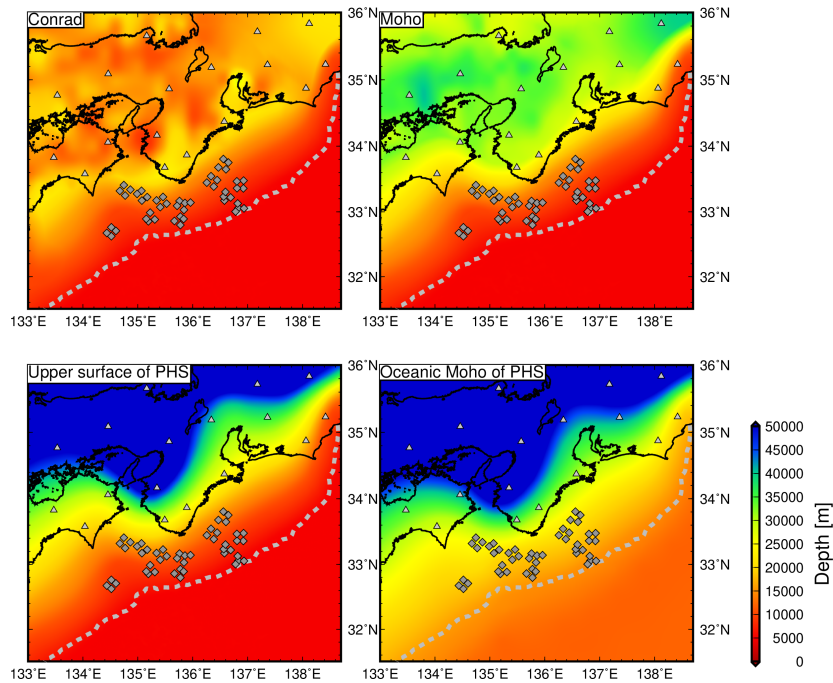 Conrad
Moho
36°N
36°N
35°N
35°N
34°N
34°N
33°N
33°N
32°N
32°N
133°E 134°E 135°E 136°E 137°E 138°E
133°E 134°E 135°E 136°E 137°E 138°E
Upper surface of PHS
Oceanic Moho of PHS
36°N
36°N
35°N
35°N
34°N
34°N
33°N
33°N
32°N
32°N
133°E 134°E 135°E 136°E 137°E 138°E
133°E 134°E 135°E 136°E 137°E 138°E
50000
45000
40000
35000
30000
25000
20000
15000
10000
5000
0
Depth [m]